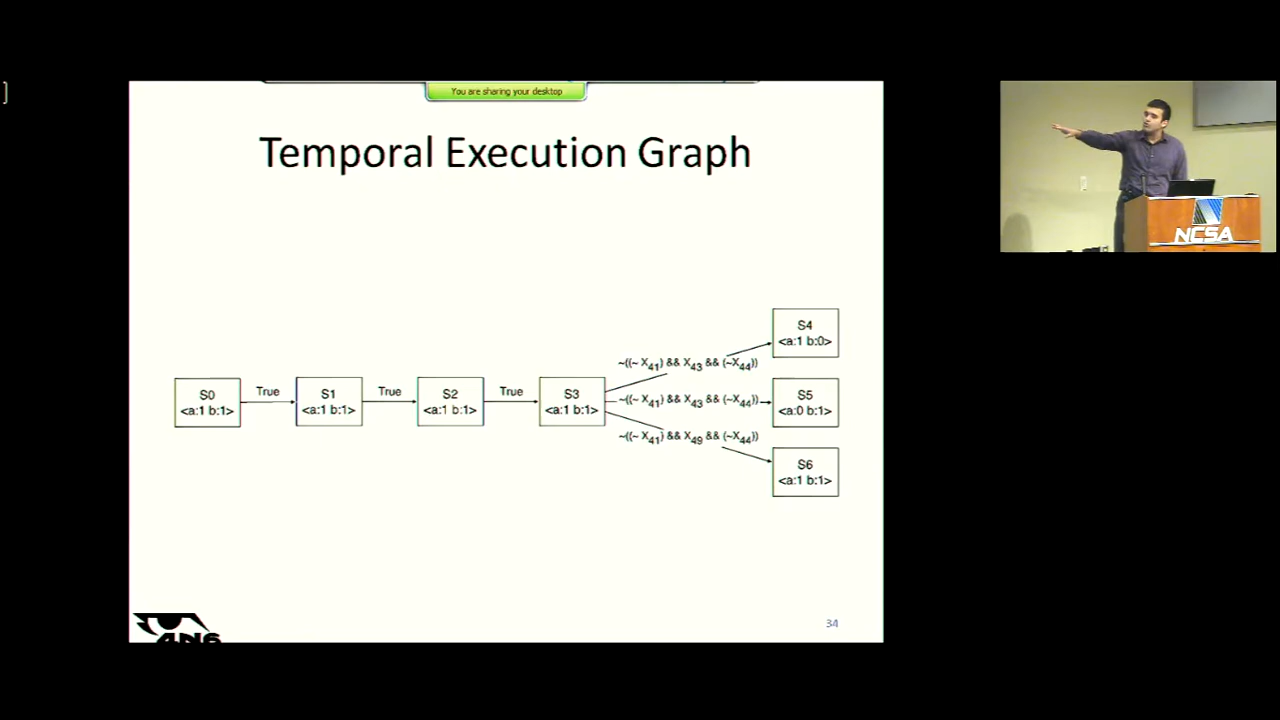 ]
You are sharing your desktop
Temporal Execution Graph
S4
<a:1 b:0>
~((~ X41) && X43 && (~X44))
S0
<a:1 b:1>
True
S1
<a:1 b:1>
True
S2
<a:1 b:1>
True
S3
<a:1 b:1>
~((~ X41) && X43 && (~X44))
S5
<a:0 b:1>
~((~ X41) && X49 && (~X44))
S6
<a:1 b:1>
34
NCSA